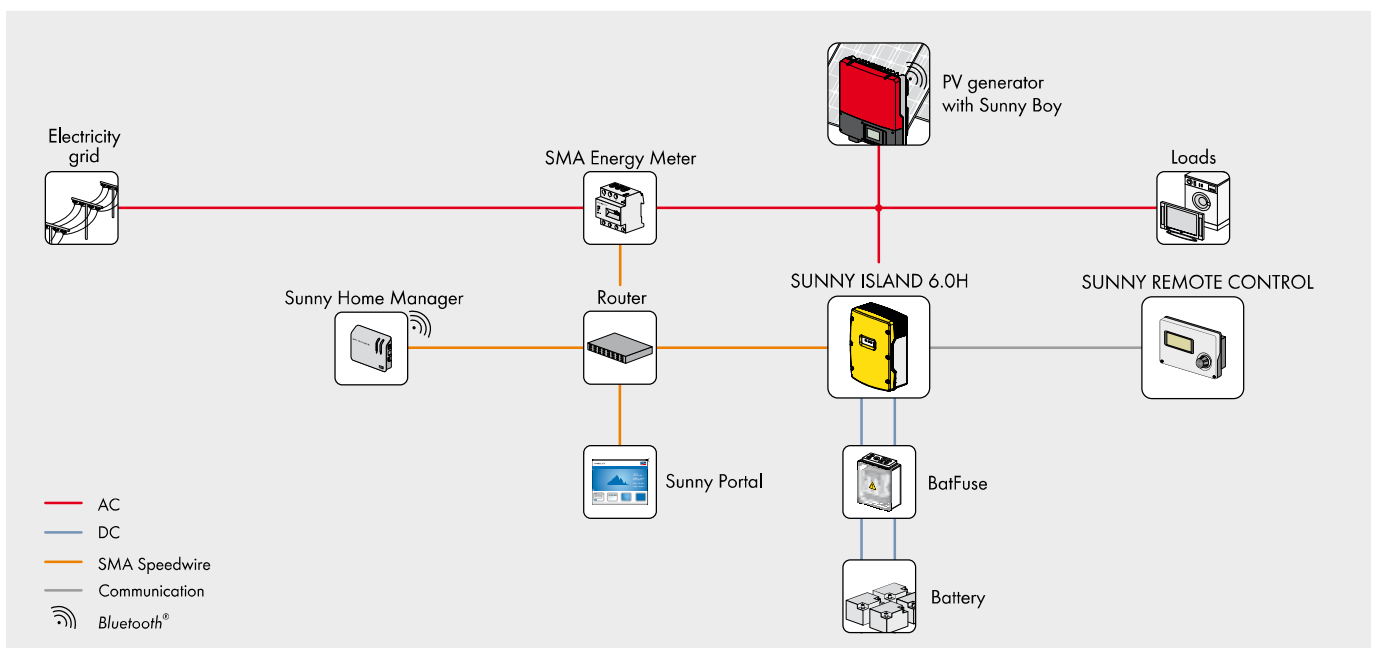 PV generator
with Sunny Boy
Electricity
grid
SMA Energy Meter
Loads
SUNNY ISLAND 6.0H
SUNNY REMOTE CONTROL
Sunny Home Manager
Router
Sunny Portal
BatFuse
AC
DC
SMA Speedwire
Communication
Battery
Bluetooth®